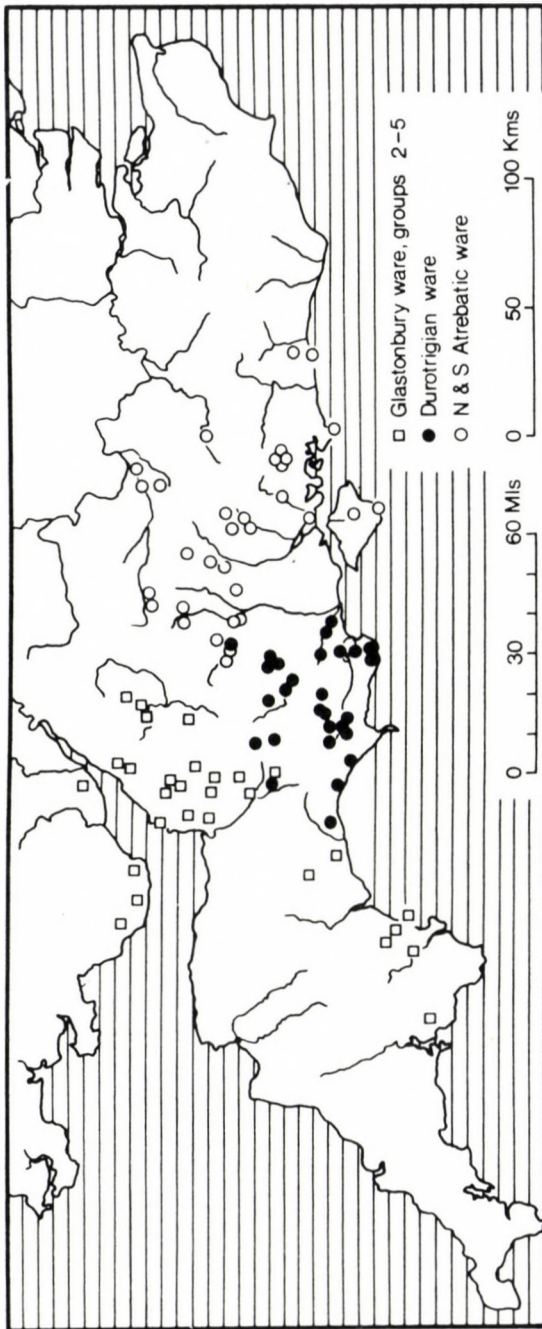 □ Glastonbury ware, groups 2–5
● Durotrigian ware
○ N & S Atrebatic ware
0 30 60 Mls
0 50 100 Kms